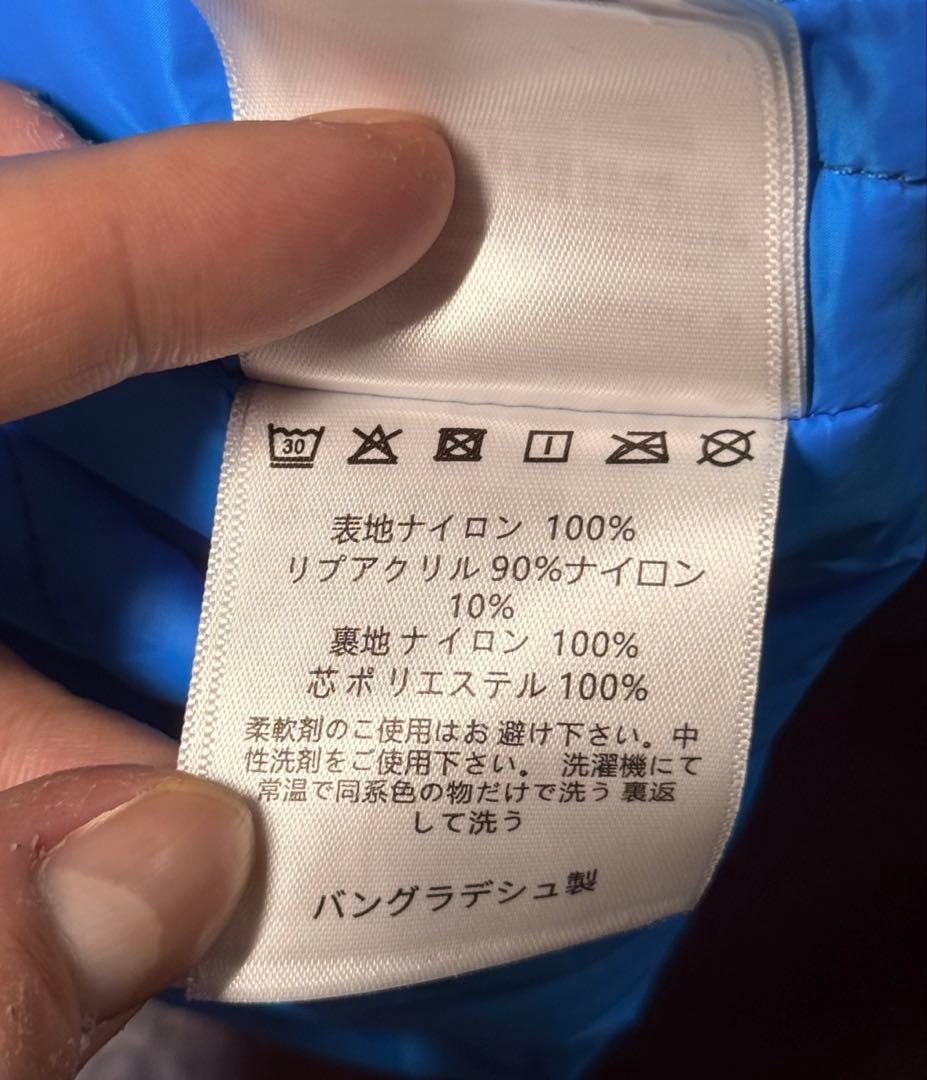 30
表地ナイロン 100%
リブアクリル 90%ナイロン
10%
裏地 ナイロン 100%
芯 ポリエステル 100%
柔軟剤のご使用はお 避け下さい。中
性洗剤をご使用下さい。 洗濯機にて
常温で同系色の物だけで洗う 裏返
して洗う
バングラデシュ製